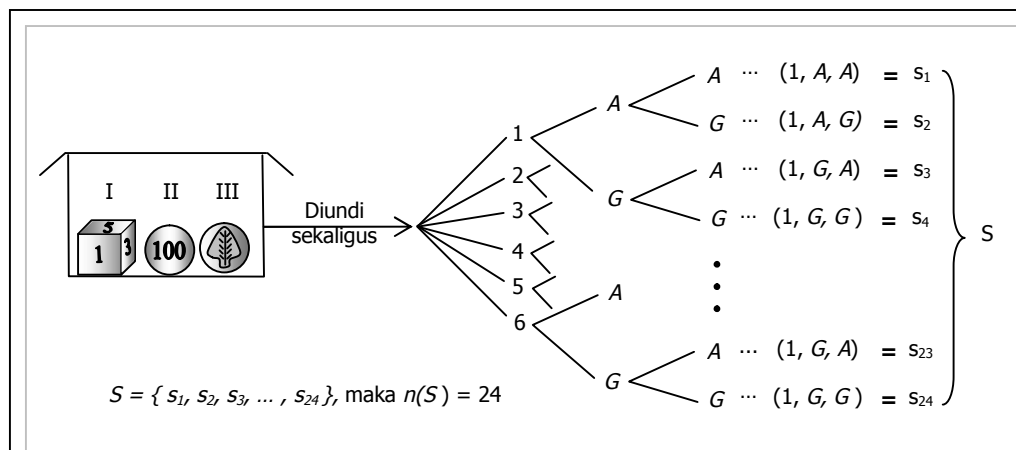 A ... (1, A, A) = s1
A
G ... (1, A, G) = s2
1
I II III
2
A ... (1, G, A) = s3
G
Diundi
3
G ... (1, G, G) = s4
S
sekaligus
5
1 3 100
4
5
A
6
A ... (1, G, A) = s23
G
S = { s1, s2, s3, ... , s24 }, maka n(S) = 24
G ... (1, G, G) = s24